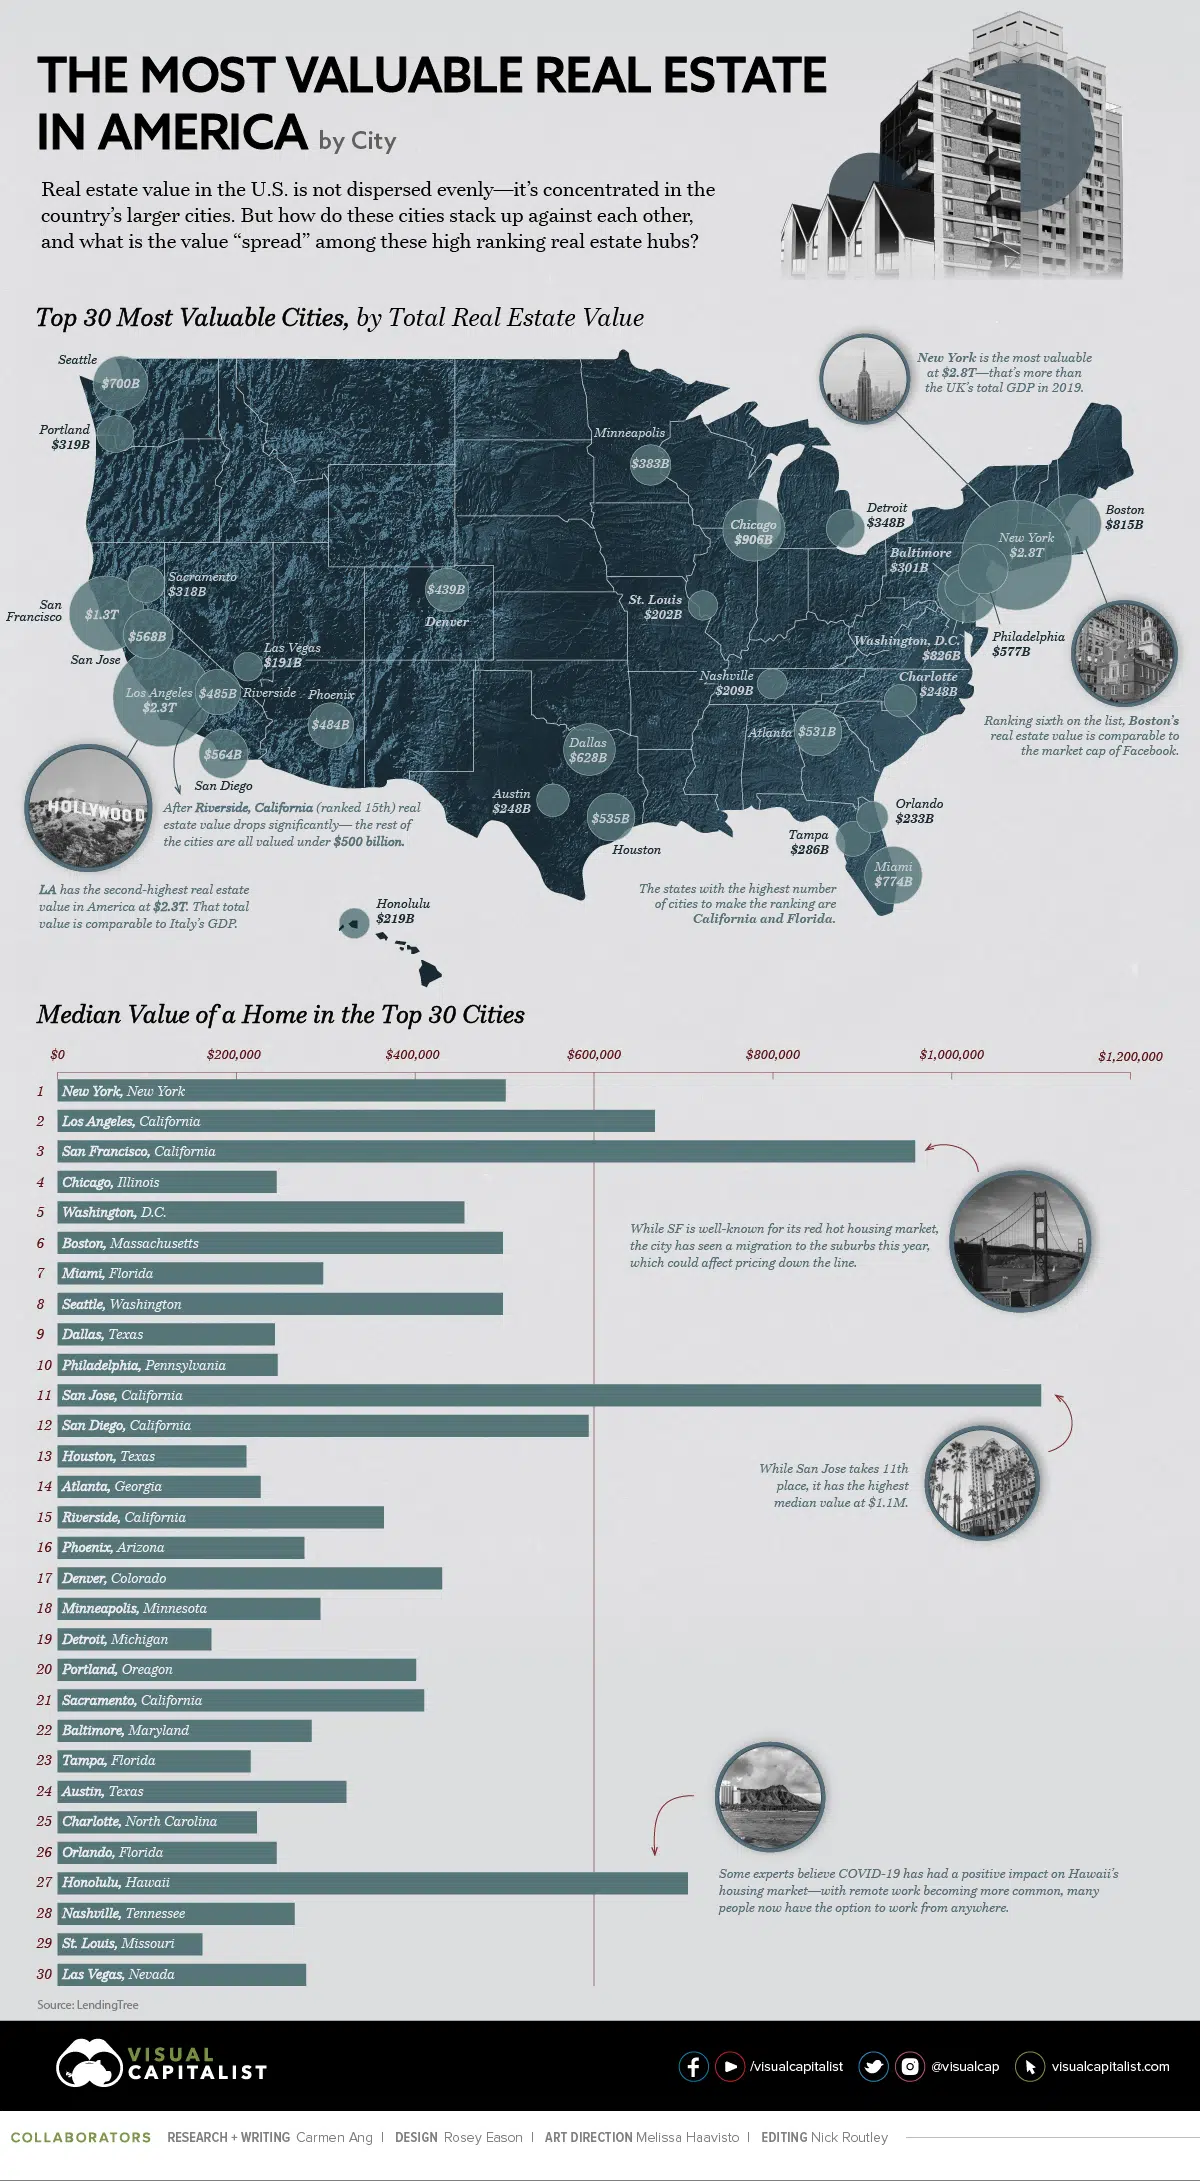 THE MOST VALUABLE REAL ESTATE
IN AMERICA by City
Real estate value in the U.S. is not dispersed evenly—it's concentrated in the
country's larger cities. But how do these cities stack up against each other,
and what is the value “spread” among these high ranking real estate hubs?
Top 30 Most Valuable Cities, by Total Real Estate Value
New York is the most valuable
at $2.8T—that's more than
the UK's total GDP in 2019.
Seattle
$700B
Portland
$319B
Minneapolis
$383B
Chicago
$906B
Detroit
$348B
Boston
$815B
New York
$2.8T
Baltimore
$301B
San
Francisco
$1.3T
Sacramento
$318B
$568B
San Jose
$439B
Denver
St. Louis
$202B
Philadelphia
$577B
Washington, D.C.
$826B
Las Vegas
$191B
Los Angeles
$2.3T
$485B Riverside
Phoenix
$484B
Nashville
$209B
Charlotte
$248B
Atlanta $531B
Dallas
$628B
$564B
San Diego
Austin
$248B
$535B
Houston
Orlando
$233B
Tampa
$286B
Miami
$774B
Ranking sixth on the list, Boston's
real estate value is comparable to
the market cap of Facebook.
HOLLYWOOD
After Riverside, California (ranked 15th) real
estate value drops significantly— the rest of
the cities are all valued under $500 billion.
LA has the second-highest real estate
value in America at $2.3T. That total
value is comparable to Italy's GDP.
Honolulu
$219B
The states with the highest number
of cities to make the ranking are
California and Florida.
Median Value of a Home in the Top 30 Cities
$0 $200,000 $400,000 $600,000 $800,000 $1,000,000 $1,200,000
1 New York, New York
2 Los Angeles, California
3 San Francisco, California
4 Chicago, Illinois
5 Washington, D.C.
6 Boston, Massachusetts
7 Miami, Florida
8 Seattle, Washington
9 Dallas, Texas
10 Philadelphia, Pennsylvania
11 San Jose, California
12 San Diego, California
13 Houston, Texas
14 Atlanta, Georgia
15 Riverside, California
16 Phoenix, Arizona
17 Denver, Colorado
18 Minneapolis, Minnesota
19 Detroit, Michigan
20 Portland, Oreagon
21 Sacramento, California
22 Baltimore, Maryland
23 Tampa, Florida
24 Austin, Texas
25 Charlotte, North Carolina
26 Orlando, Florida
27 Honolulu, Hawaii
28 Nashville, Tennessee
29 St. Louis, Missouri
30 Las Vegas, Nevada
While SF is well-known for its red hot housing market,
the city has seen a migration to the suburbs this year,
which could affect pricing down the line.
While San Jose takes 11th
place, it has the highest
median value at $1.1M.
Some experts believe COVID-19 has had a positive impact on Hawaii's
housing market—with remote work becoming more common, many
people now have the option to work from anywhere.
Source: LendingTree
VISUAL
CAPITALIST
/visualcapitalist @visualcap visualcapitalist.com
COLLABORATORS RESEARCH + WRITING Carmen Ang | DESIGN Rosey Eason | ART DIRECTION Melissa Haavisto | EDITING Nick Routley